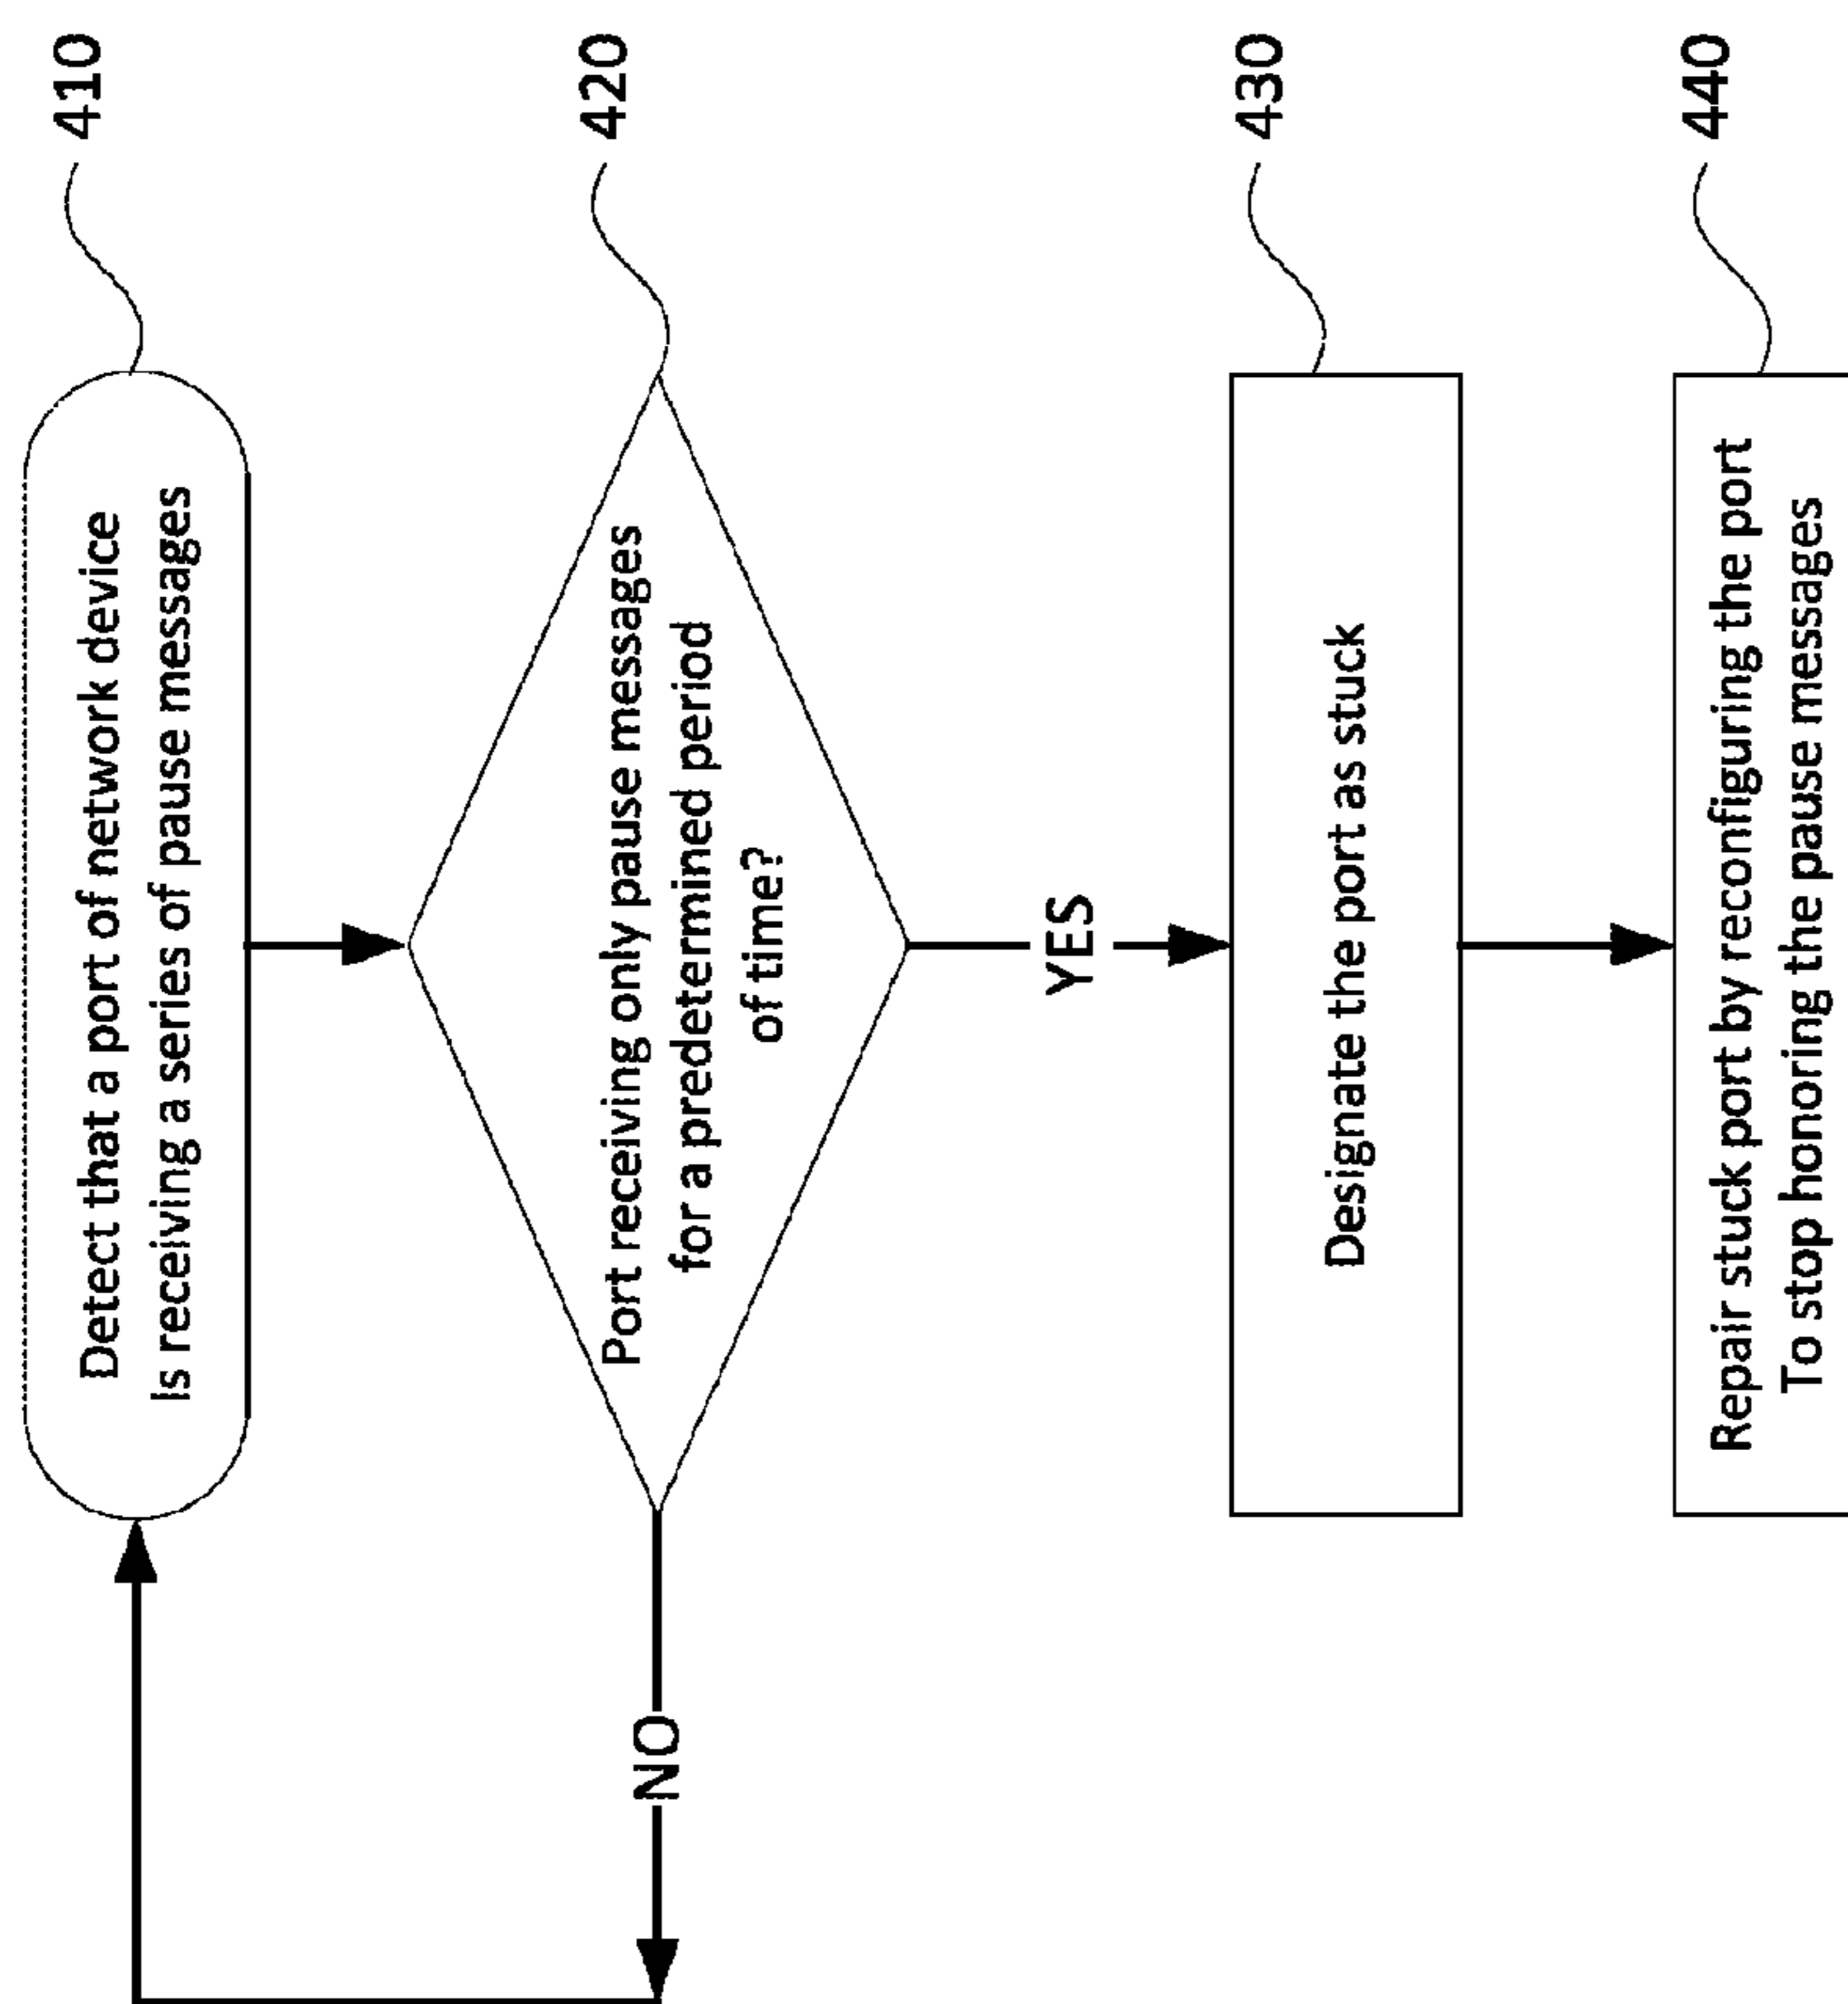 410
Detect that a port of network device
Is receiving a series of pause messages
420
Port receiving only pause messages
for a predetermined period
of time?
NO
YES
430
Designate the port as stuck
440
Repair stuck port by reconfiguring the port
To stop honoring the pause messages